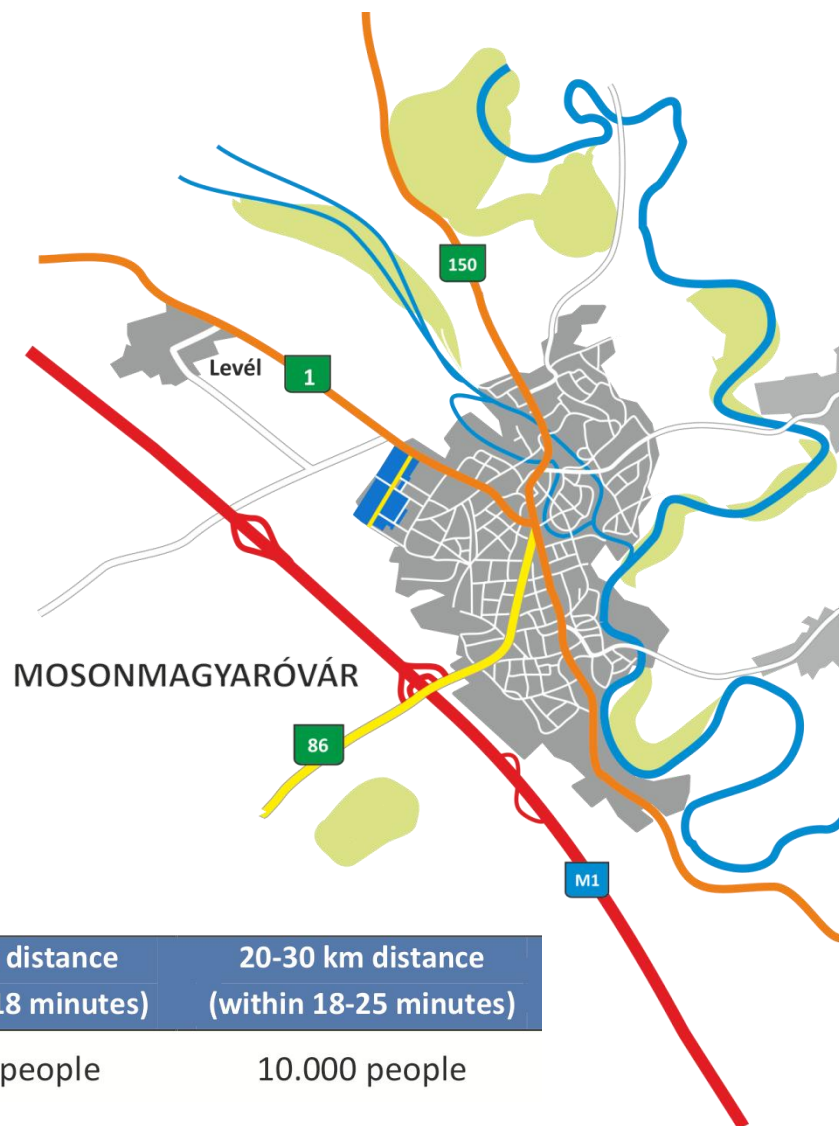 150
Levél
1
MOSONMAGYARÓVÁR
86
M1
distance
20-30 km distance
18 minutes)
(within 18-25 minutes)
people
10.000 people